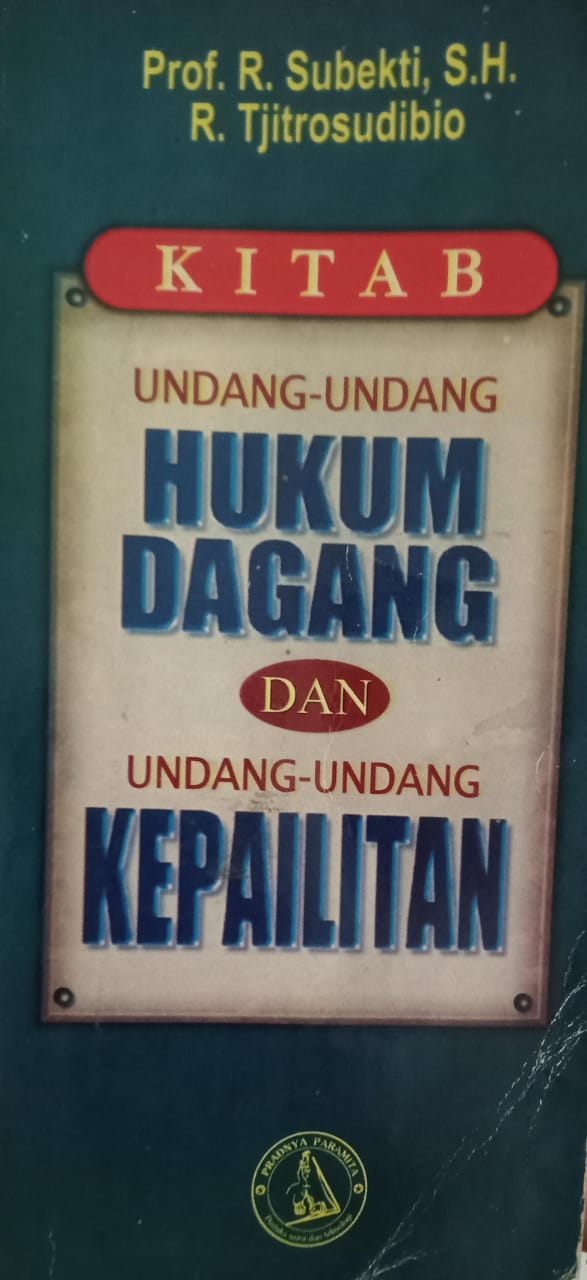 Prof. R. Subekti, S.H.
R. Tjitrosudibio
KITAB
UNDANG-UNDANG
HUKUM
DAGANG
DAN
UNDANG-UNDANG
KEPAILITAN
PRADNYA PARAMITA